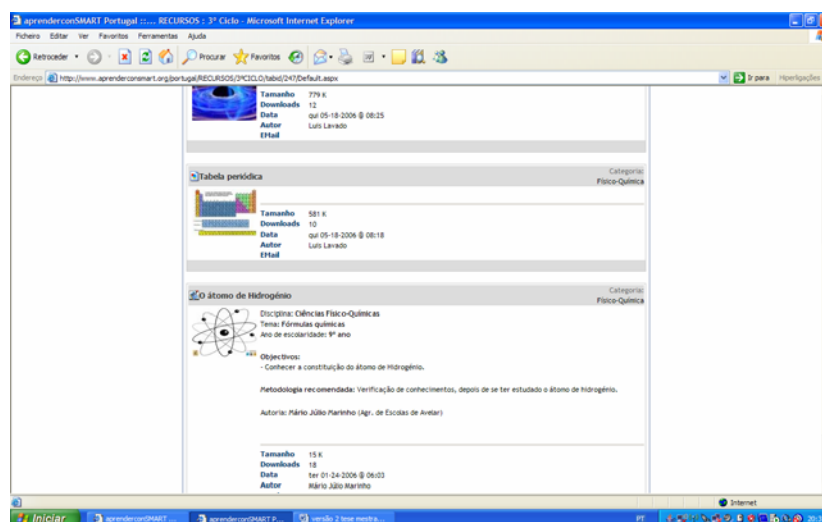 aprenderconSMART Portugal ::... RECURSOS : 3º Ciclo - Microsoft Internet Explorer
Ficheiro Editar Ver Favoritos Ferramentas Ajuda
Retroceder Procurar Favoritos
Endereço http://www.aprenderconsmart.org/portugal/RECURSOS/3ºCICLO/tabid/247/Default.aspx Ir para Hiperligações
Tamanho 779 K
Downloads 12
Data qui 05-18-2006 @ 08:25
Autor Luis Lavado
EMail
Tabela periódica Categoria:
Físico-Química
Tamanho 581 K
Downloads 10
Data qui 05-18-2006 @ 08:18
Autor Luis Lavado
EMail
O átomo de Hidrogénio Categoria:
Físico-Química
Disciplina: Ciências Físico-Químicas
Tema: Fórmulas químicas
Ano de escolaridade: 9º ano
Objectivos:
- Conhecer a constituição do átomo de Hidrogénio.
Metodologia recomendada: Verificação de conhecimentos, depois de se ter estudado o átomo de hidrogénio.
Autoria: Mário Júlio Marinho (Agr. de Escolas de Avelar)
Tamanho 15 K
Downloads 18
Data ter 01-24-2006 @ 06:03
Autor Mário Júlio Marinho
Internet
Iniciar aprenderconSMART ... aprenderconSMART P... versão 2 tese mestra... PT